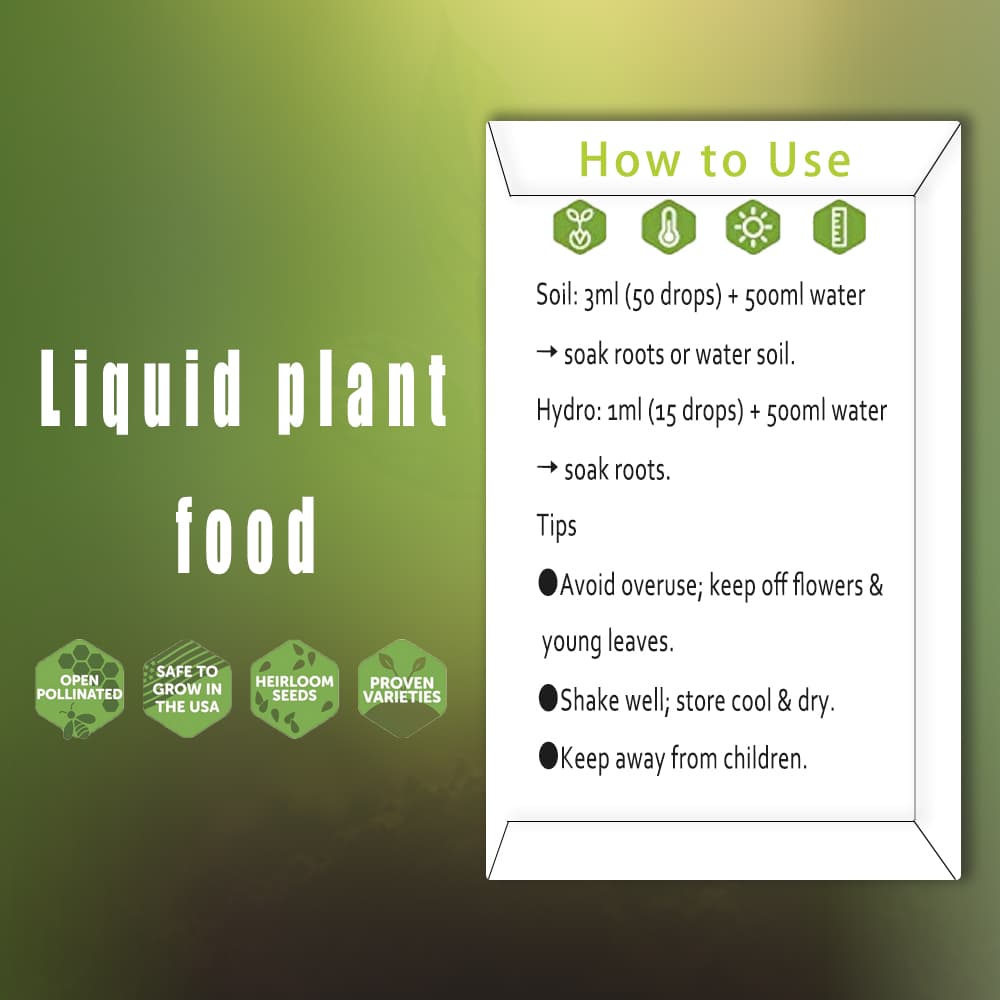 Liquid plant
food
OPEN
POLLINATED
SAFE TO
GROW IN
THE USA
HEIRLOOM
SEEDS
PROVEN
VARIETIES
How to Use
Soil: 3ml (50 drops) + 500ml water
→ soak roots or water soil.
Hydro: 1ml (15 drops) + 500ml water
→ soak roots.
Tips
●Avoid overuse; keep off flowers &
young leaves.
●Shake well; store cool & dry.
●Keep away from children.